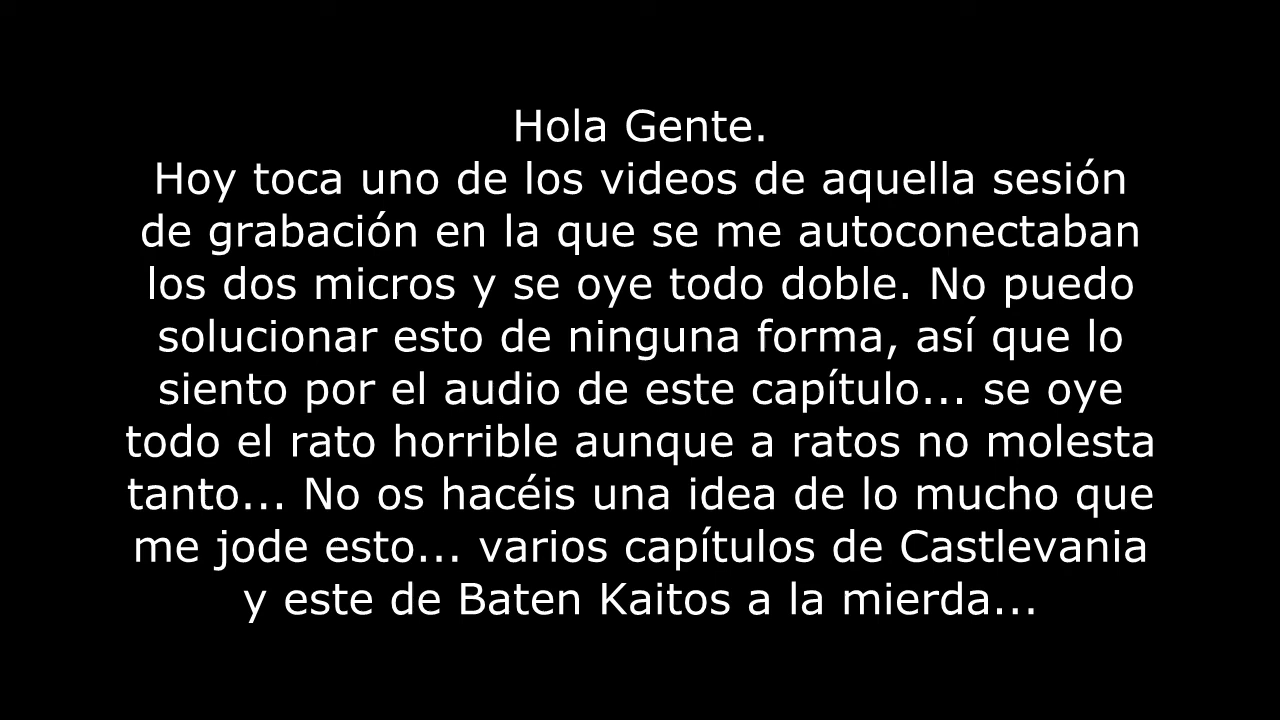 Hola Gente.
Hoy toca uno de los videos de aquella sesión
de grabación en la que se me autoconectaban
los dos micros y se oye todo doble. No puedo
solucionar esto de ninguna forma, así que lo
siento por el audio de este capítulo... se oye
todo el rato horrible aunque a ratos no molesta
tanto... No os hacéis una idea de lo mucho que
me jode esto... varios capítulos de Castlevania
y este de Baten Kaitos a la mierda...